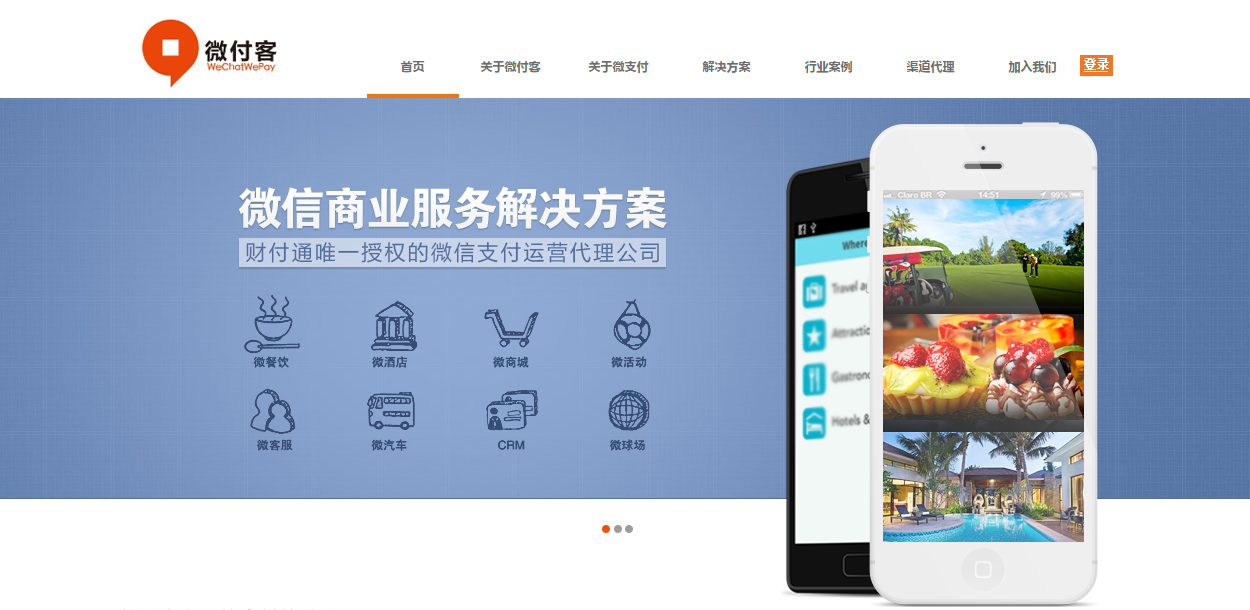 微付客
WeChatWePay
首页 关于微付客 关于微支付 解决方案 行业案例 渠道代理 加入我们 登录
微信商业服务解决方案
财付通唯一授权的微信支付运营代理公司
微餐饮 微酒店 微商城 微活动
微客服 微汽车 CRM 微球场
Claro BR 14:51 99%
Where
Travel a
Attractio
Gastrono
Hotels &